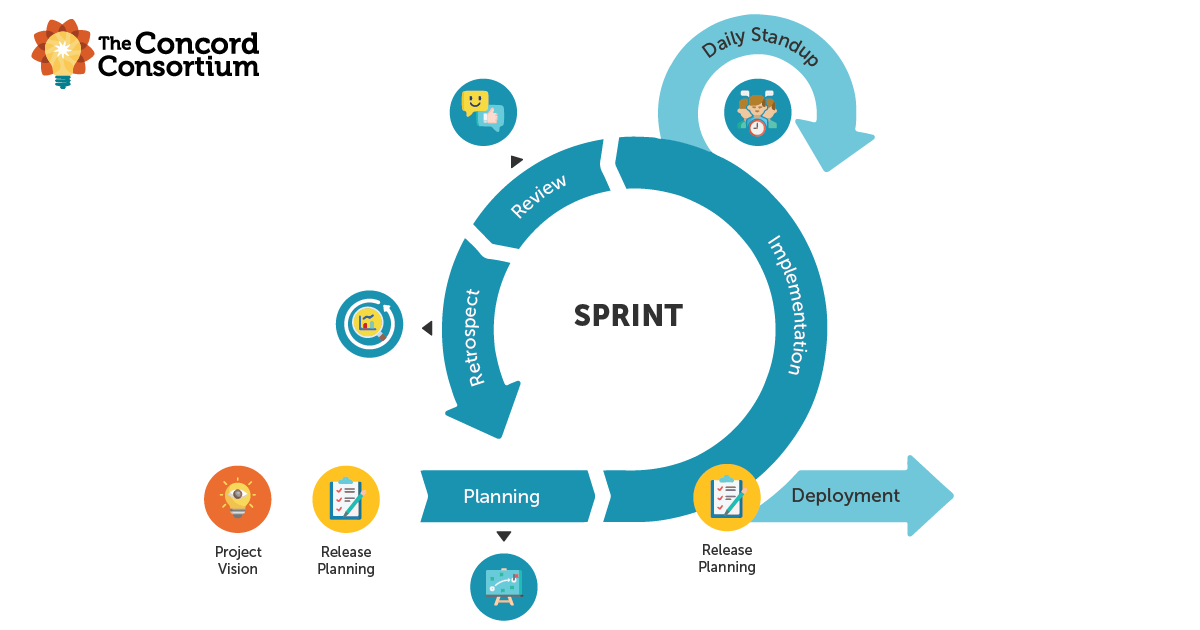 The Concord
Consortium
Daily Standup
Review
Implementation
Retrospect
SPRINT
Planning
Deployment
Project
Vision
Release
Planning
Release
Planning